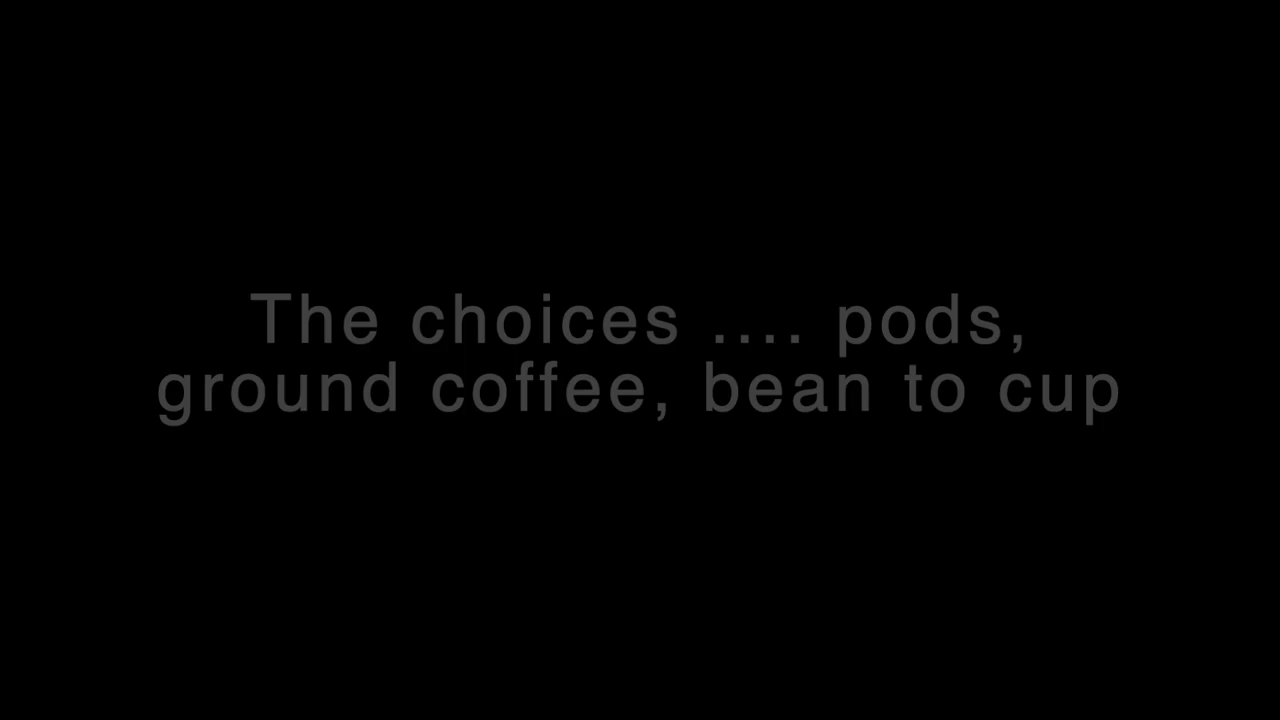 The choices .... pods,
ground coffee, bean to cup